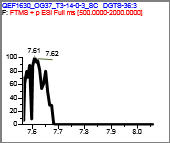 QEF1630_OG37_T3-14-0-3_SC DGTS-36:3
F: FTMS + p ESI Full ms [500.0000-2000.0000]
7.61
7.62
100
80
60
40
20
0
7.6 7.7 7.8 7.9 8.0